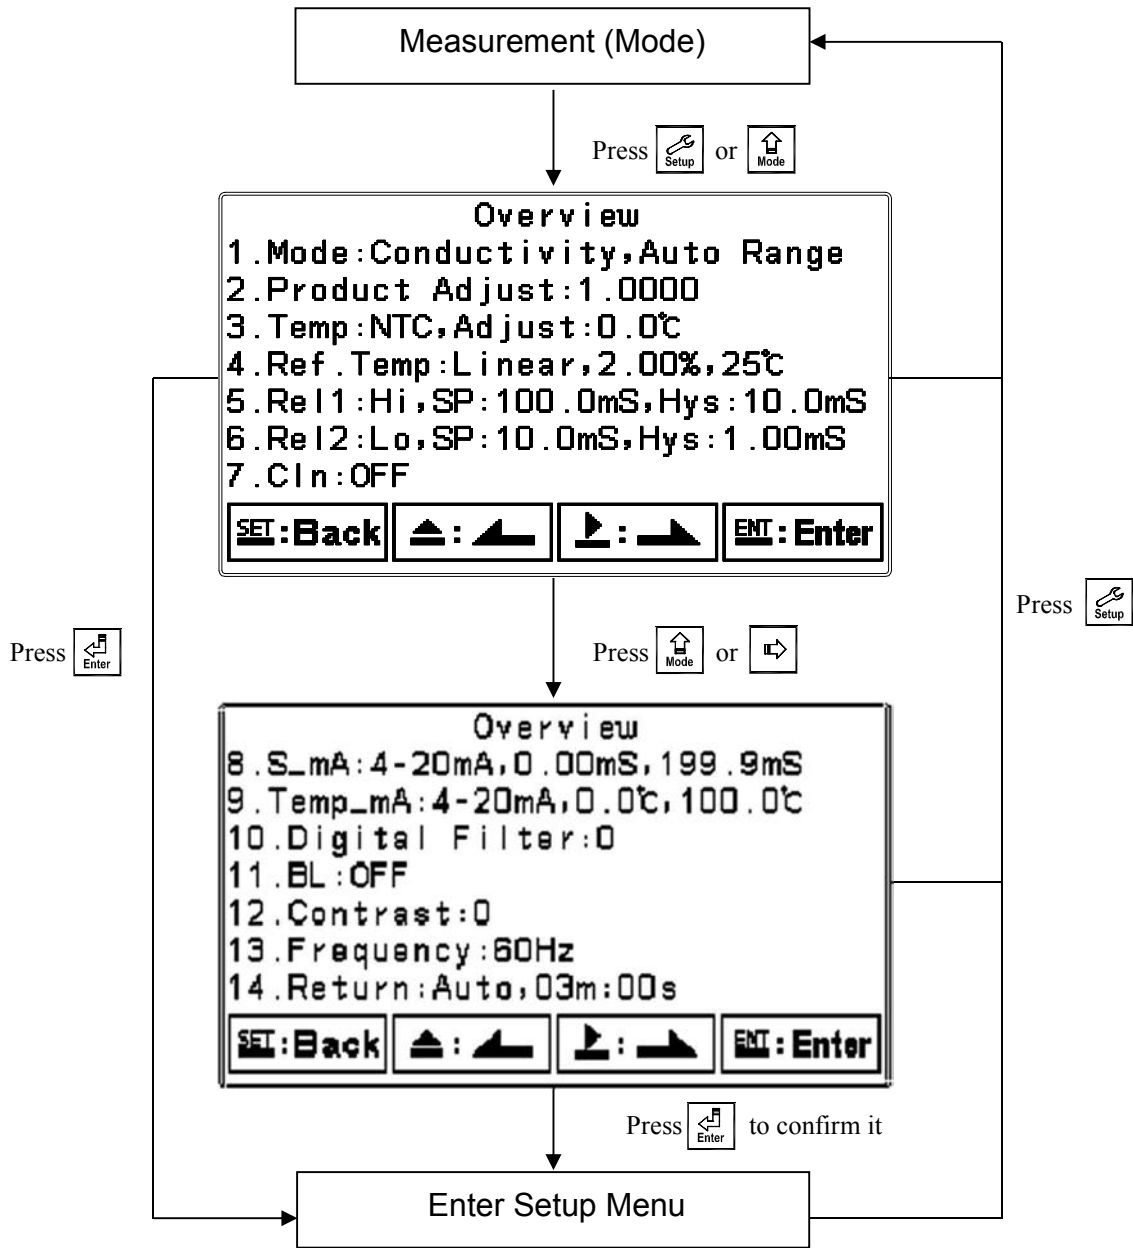 Measurement (Mode)
Press Setup or Mode
Overview
1.Mode:Conductivity,Auto Range
2.Product Adjust:1.0000
3.Temp:NTC,Adjust:0.0℃
4.Ref.Temp:Linear,2.00%,25℃
5.Rel1:Hi,SP:100.0mS,Hys:10.0mS
6.Rel2:Lo,SP:10.0mS,Hys:1.00mS
7.Cln:OFF
SET:Back : : ENT:Enter
Press Setup
Press Enter
Press Mode or
Overview
8.S_mA:4-20mA,0.00mS,199.9mS
9.Temp_mA:4-20mA,0.0℃,100.0℃
10.Digital Filter:0
11.BL:OFF
12.Contrast:0
13.Frequency:60Hz
14.Return:Auto,03m:00s
SET:Back : : ENT:Enter
Press Enter to confirm it
Enter Setup Menu